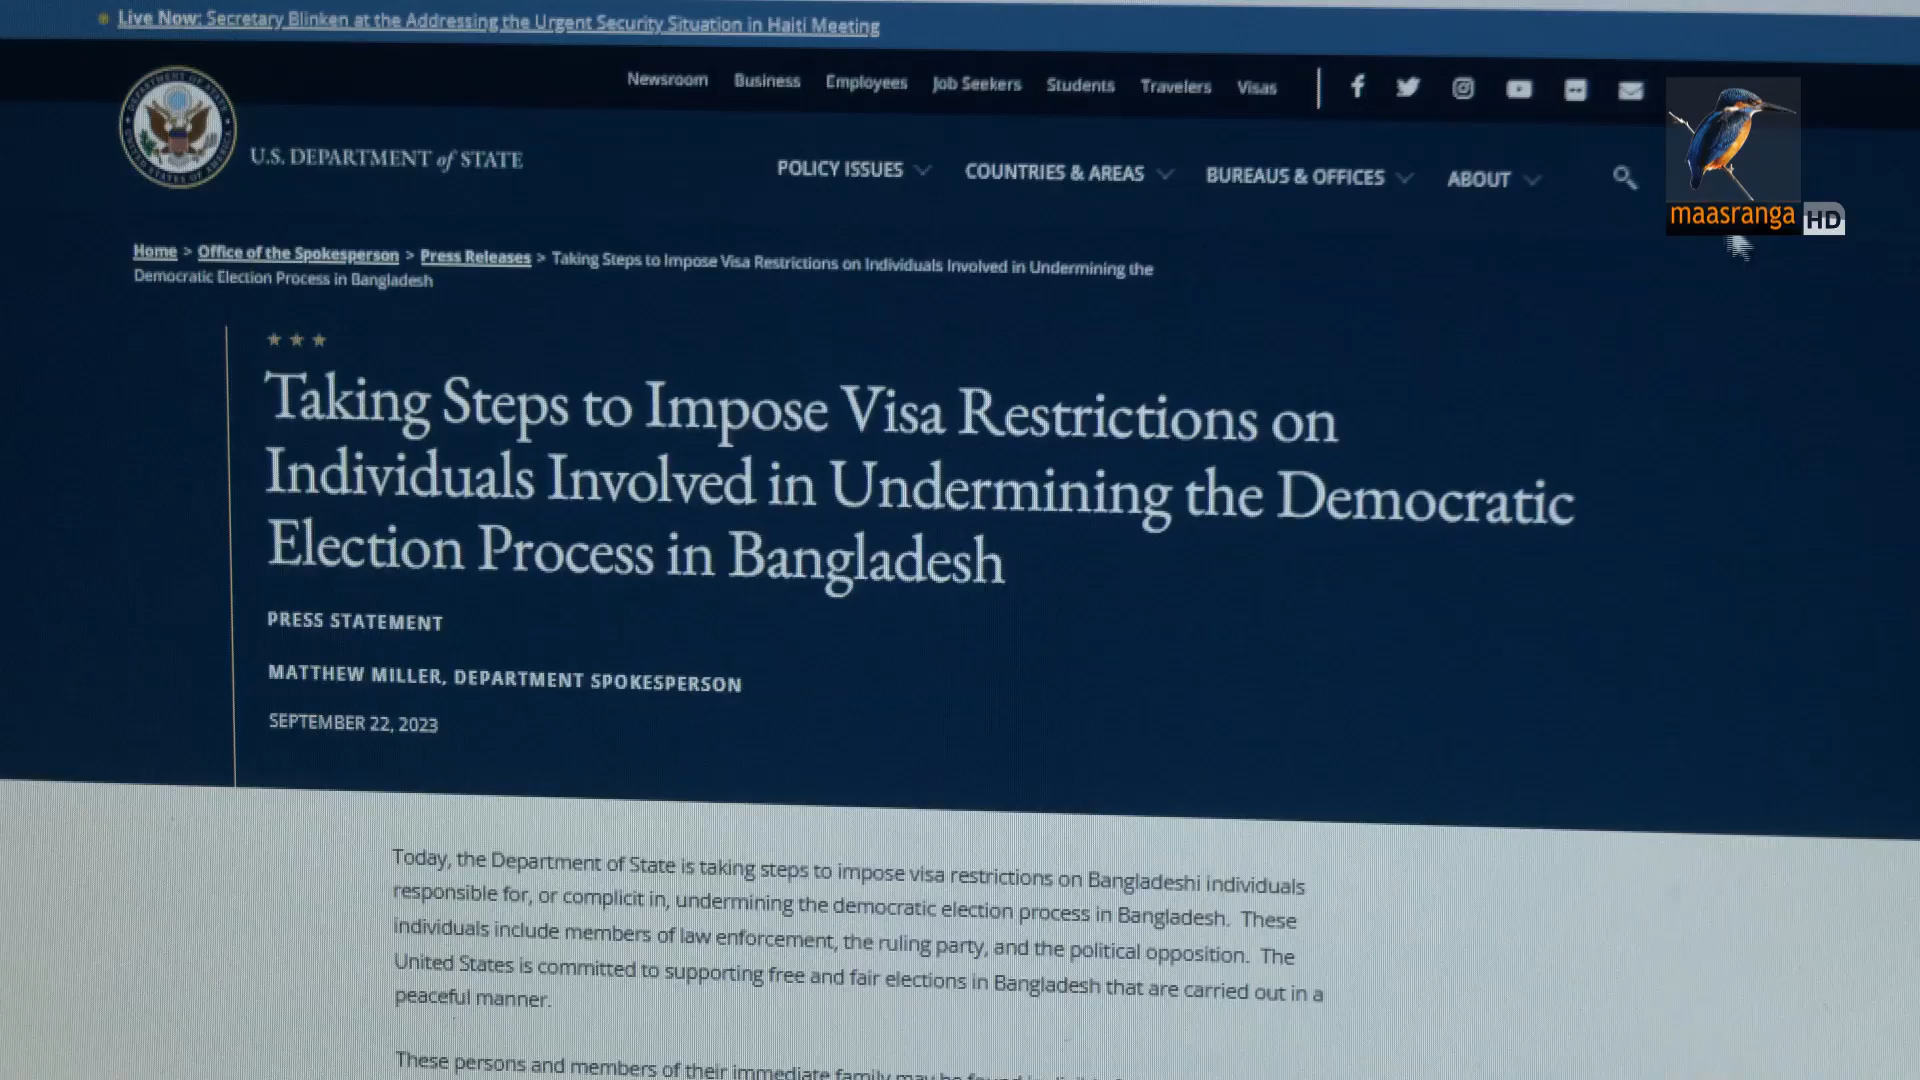 Live Now: Secretary Blinken at the Addressing the Urgent Security Situation in Haiti Meeting
Newsroom Business Employees Job Seekers Students Travelers Visas
U.S. DEPARTMENT of STATE
POLICY ISSUES COUNTRIES & AREAS BUREAUS & OFFICES ABOUT
maasranga HD
Home > Office of the Spokesperson > Press Releases > Taking Steps to Impose Visa Restrictions on Individuals Involved in Undermining the
Democratic Election Process in Bangladesh
Taking Steps to Impose Visa Restrictions on
Individuals Involved in Undermining the Democratic
Election Process in Bangladesh
PRESS STATEMENT
MATTHEW MILLER, DEPARTMENT SPOKESPERSON
SEPTEMBER 22, 2023
Today, the Department of State is taking steps to impose visa restrictions on Bangladeshi individuals
responsible for, or complicit in, undermining the democratic election process in Bangladesh. These
individuals include members of law enforcement, the ruling party, and the political opposition. The
United States is committed to supporting free and fair elections in Bangladesh that are carried out in a
peaceful manner.
These persons and members of their immediate family may be found